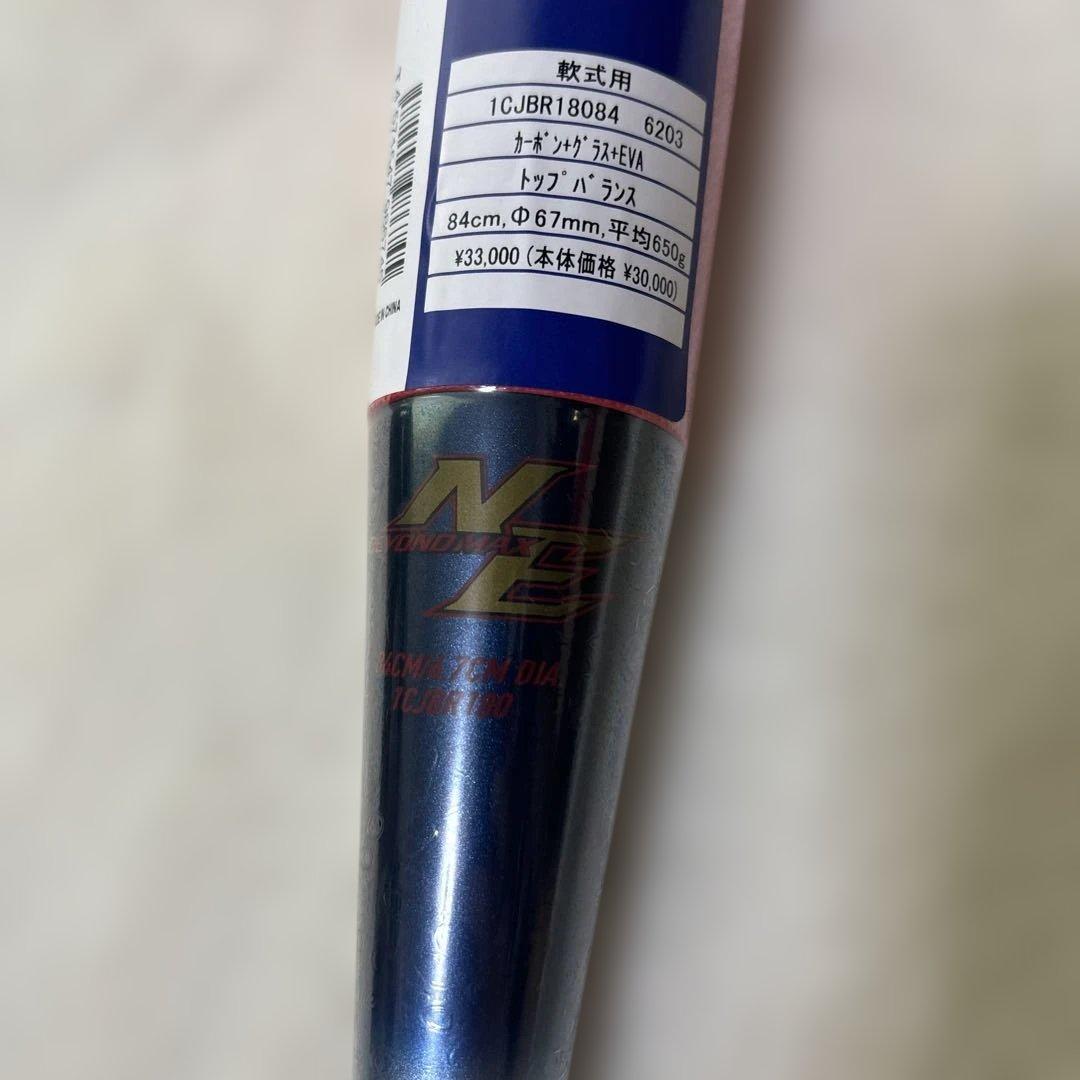 軟式用
1CJBR18084 6203
ｶｰﾎﾞﾝ+ｸﾞﾗｽ+EVA
トップバランス
84cm,Φ67mm,平均650g
¥33,000 (本体価格 ¥30,000)
IN CHINA
N
BEYONDMAX
E
84CM/6.7CM DIA
1CJBR180